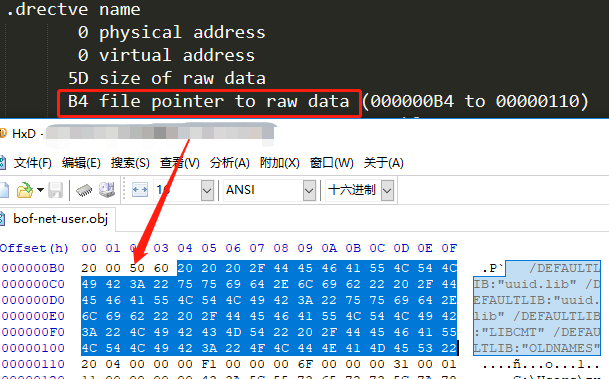 .drectve name
0 physical address
0 virtual address
5D size of raw data
B4 file pointer to raw data (000000B4 to 00000110)
HxD -
文件(F) 编辑(E) 搜索(S) 查看(V) 分析(A) 附加(X) 窗口(W) 关于(A)
16 ANSI 十六进制
bof-net-user.obj
Offset(h) 00 01 03 04 05 06 07 08 09 0A 0B 0C 0D 0E 0F
000000B0 20 00 50 60 20 20 20 2F 44 45 46 41 55 4C 54 4C .P` /DEFAULTL
000000C0 49 42 3A 22 75 75 69 64 2E 6C 69 62 22 20 2F 44 IB:"uuid.lib" /D
000000D0 45 46 41 55 4C 54 4C 49 42 3A 22 75 75 69 64 2E EFAULTLIB:"uuid.
000000E0 6C 69 62 22 20 2F 44 45 46 41 55 4C 54 4C 49 42 lib" /DEFAULTLIB
000000F0 3A 22 4C 49 42 43 4D 54 22 20 2F 44 45 46 41 55 :"LIBCMT" /DEFAU
00000100 4C 54 4C 49 42 3A 22 4F 4C 44 4E 41 4D 45 53 22 LTLIB:"OLDNAMES"
00000110 20 04 00 00 00 F1 00 00 00 6F 00 00 00 31 00 01 ....ñ...o...1..